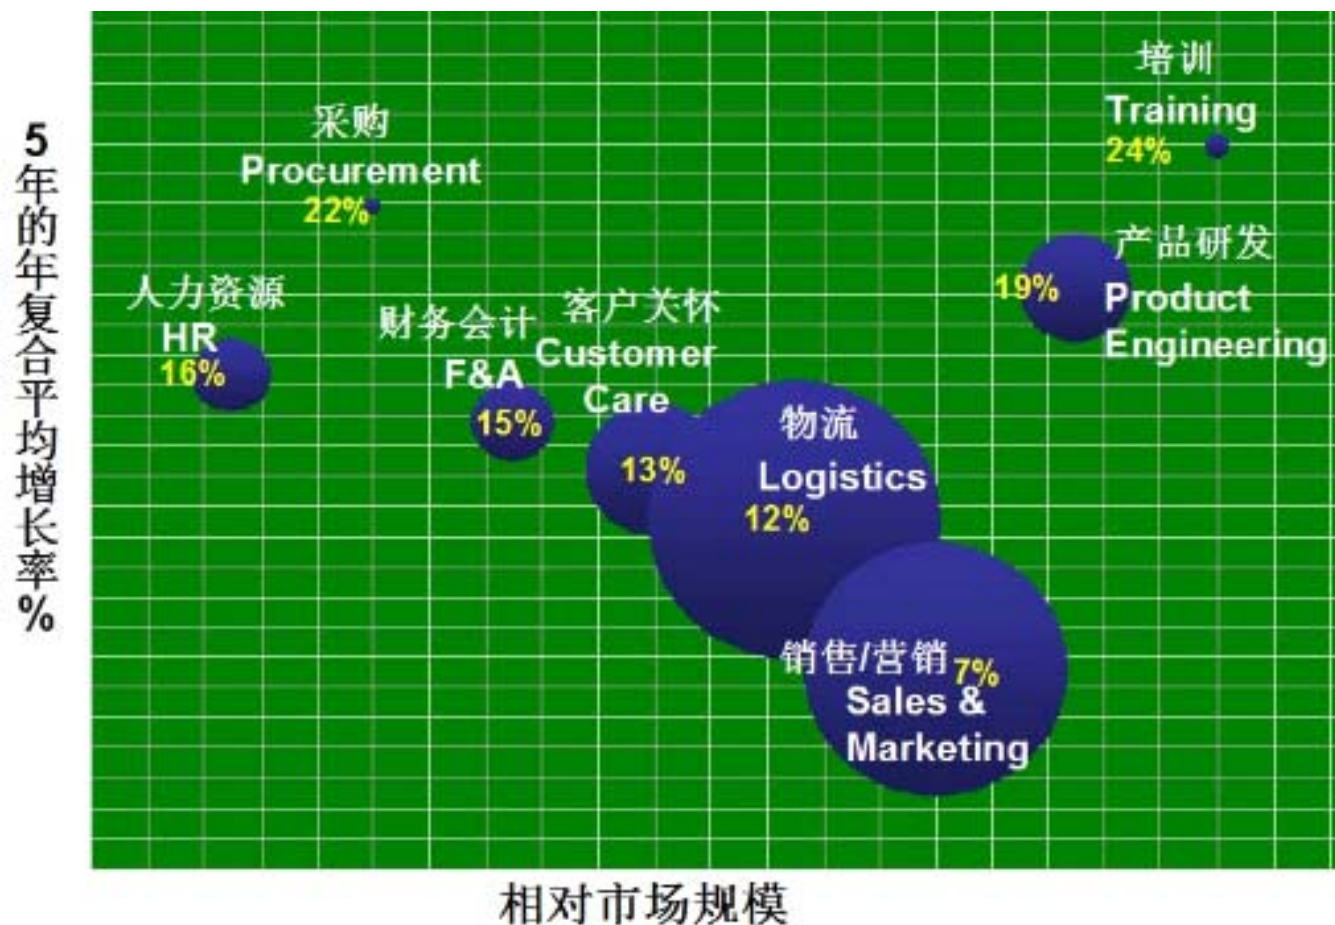 5年的年复合平均增长率%
培训
Training
24%
采购
Procurement
22%
产品研发
19%
Product
Engineering
人力资源
HR
16%
财务会计
F&A
15%
客户关怀
Customer
Care
13%
物流
Logistics
12%
销售/营销
7%
Sales &
Marketing
相对市场规模